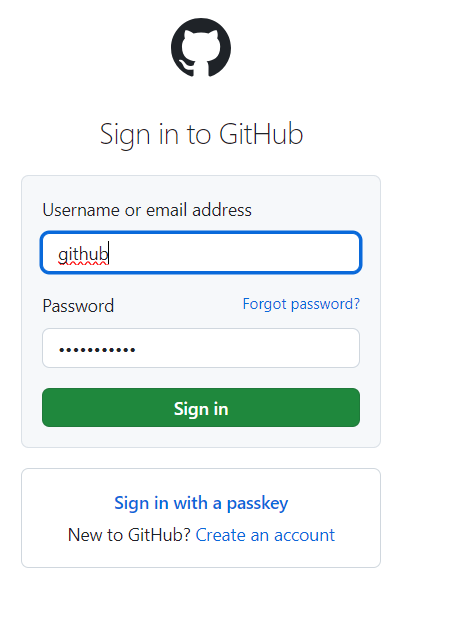 Sign in to GitHub
Username or email address
github
Password Forgot password?
•••••••••••
Sign in
Sign in with a passkey
New to GitHub? Create an account